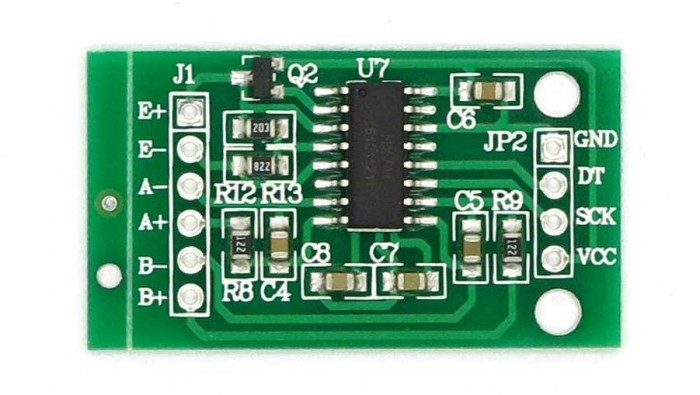 J1
Q2
U7
E+
E-
A-
A+
B-
B+
203
822
R12 R13
122
R8
C4
C8
C7
C6
C5
R9
122
JP2
GND
DT
SCK
VCC